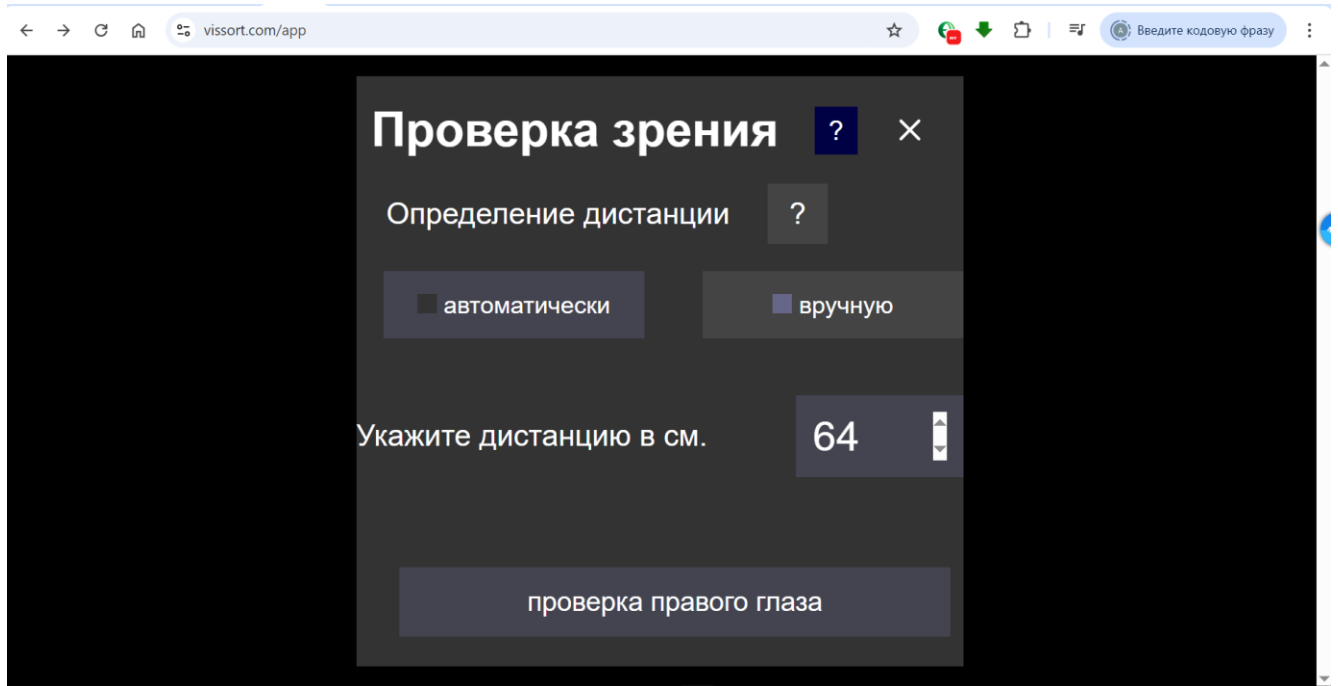 vissort.com/app
Введите кодовую фразу
Проверка зрения ?
Определение дистанции ?
автоматически вручную
Укажите дистанцию в см. 64
проверка правого глаза